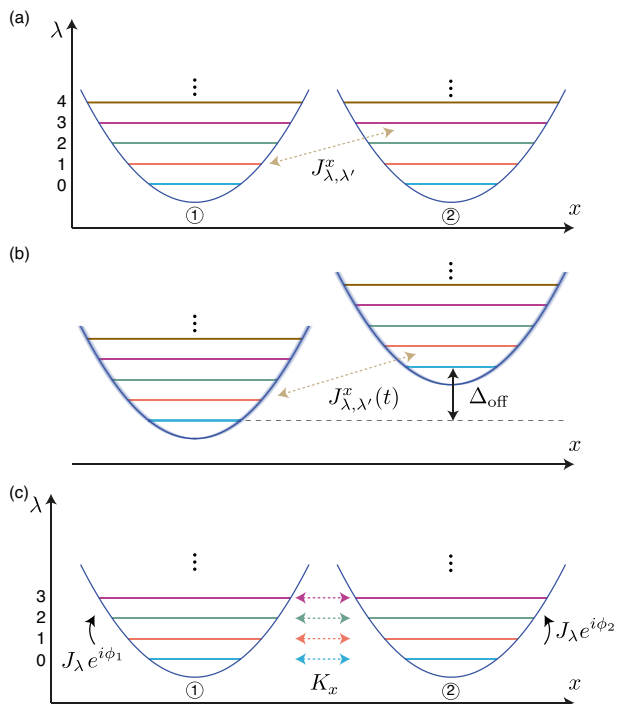 (a)
λ
⋮ ⋮
4
3
2
1
0
J^x_{λ,λ′}
① ②
x
(b)
⋮ ⋮
J^x_{λ,λ′}(t)
Δ_off
x
(c)
λ
⋮ ⋮
3
2
1
0
J_λ e^{iϕ_1}
J_λ e^{iϕ_2}
K_x
① ②
x